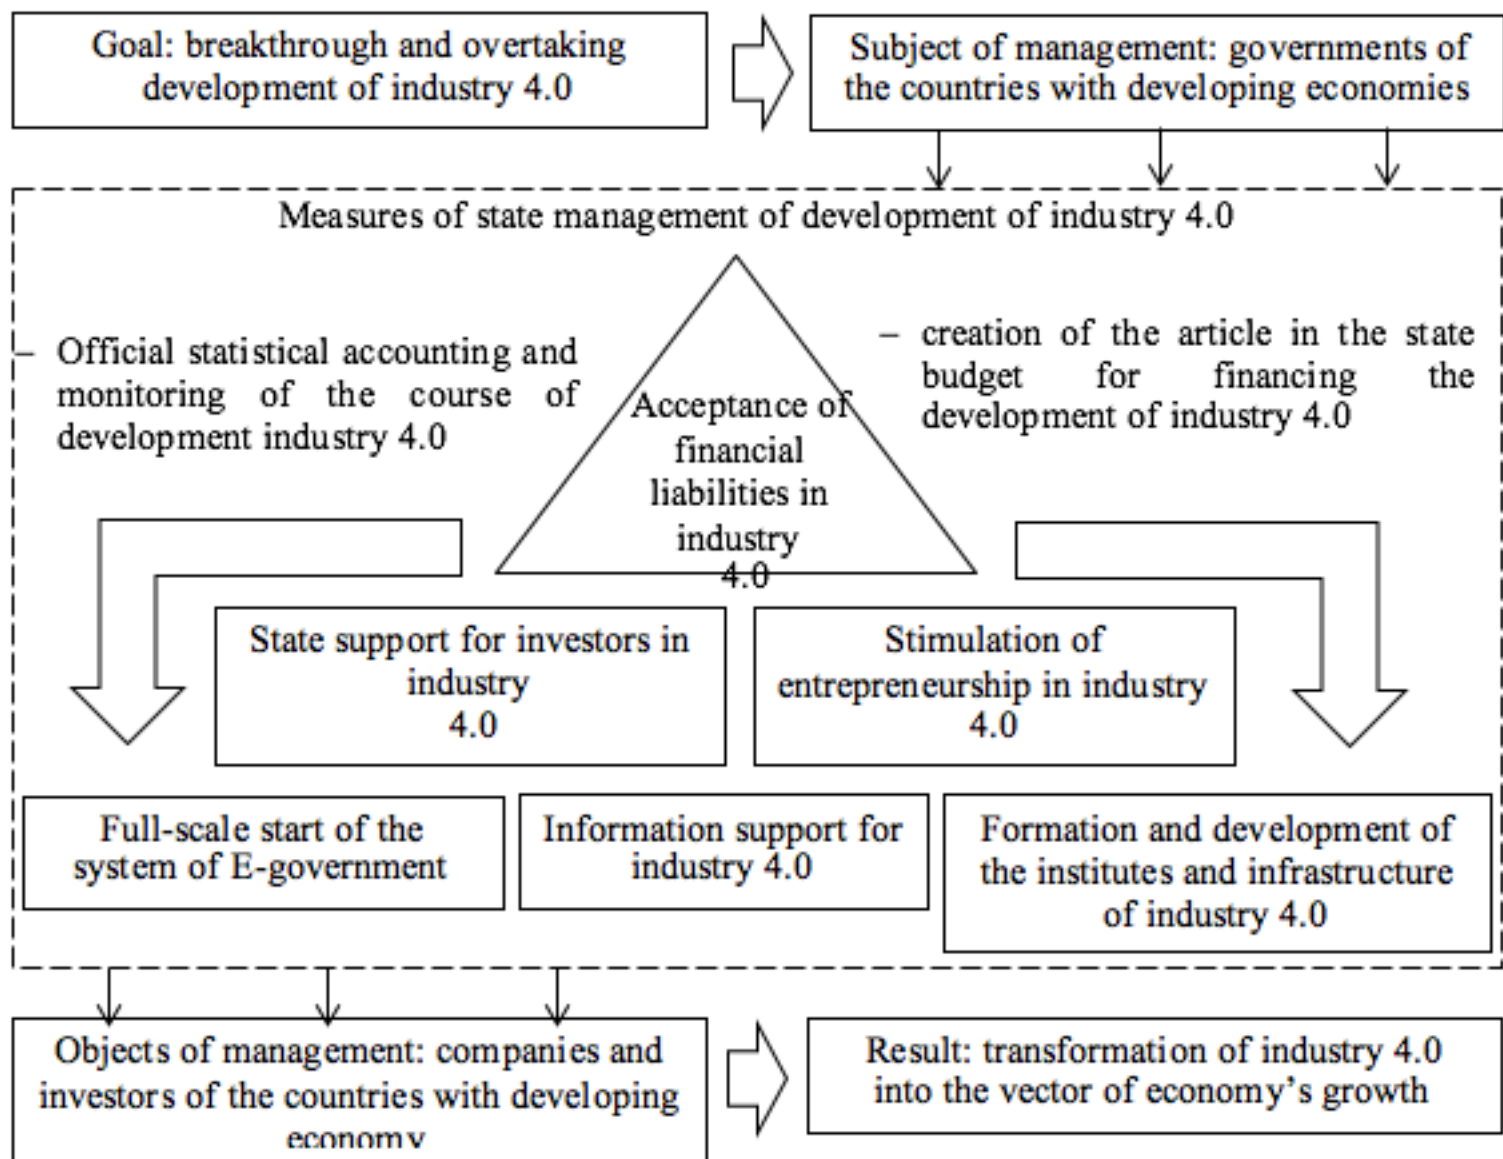 Goal: breakthrough and overtaking
development of industry 4.0
Subject of management: governments of
the countries with developing economies
Measures of state management of development of industry 4.0
– Official statistical accounting and
monitoring of the course of
development industry 4.0
– creation of the article in the state
budget for financing the
development of industry 4.0
Acceptance of
financial
liabilities in
industry
4.0
State support for investors in
industry
4.0
Stimulation of
entrepreneurship in industry
4.0
Full-scale start of the
system of E-government
Information support for
industry 4.0
Formation and development of
the institutes and infrastructure
of industry 4.0
Objects of management: companies and
investors of the countries with developing
economy
Result: transformation of industry 4.0
into the vector of economy’s growth